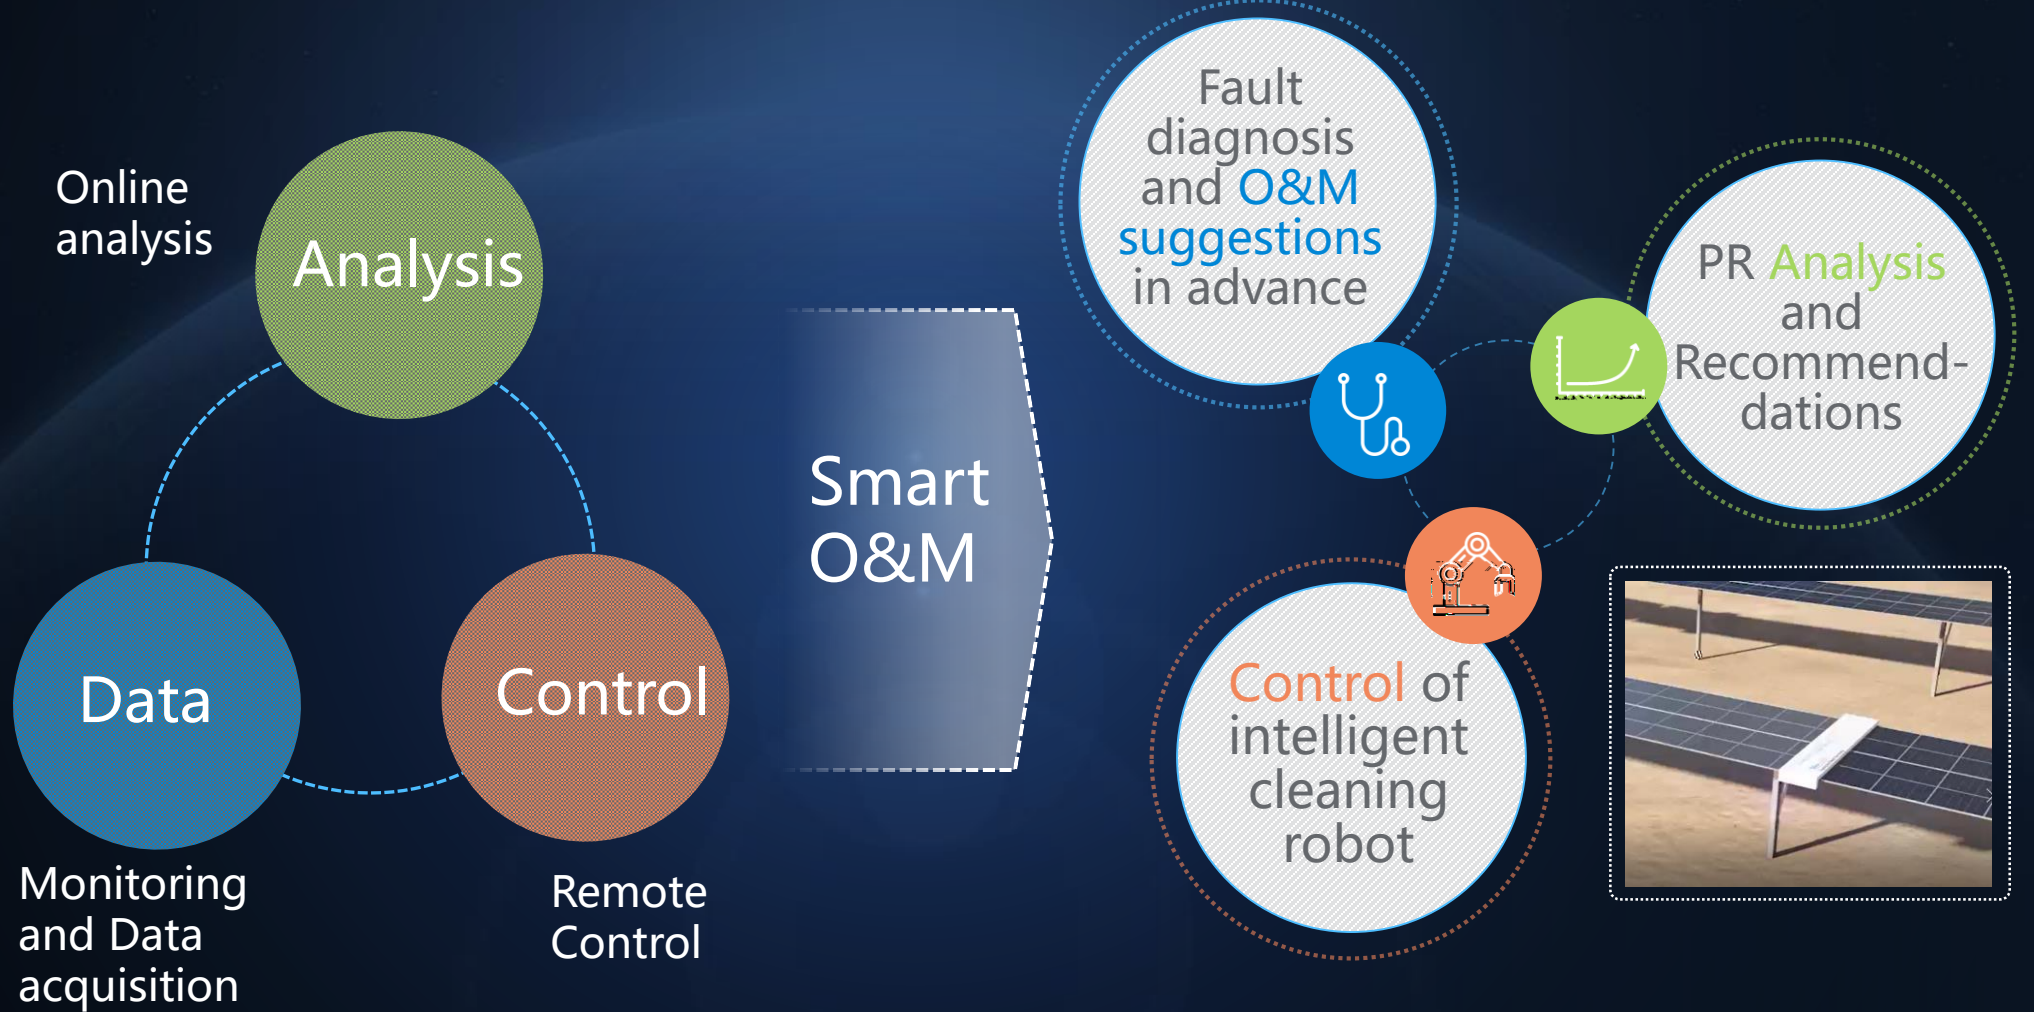 Online
analysis
Analysis
Data
Control
Monitoring
and Data
acquisition
Remote
Control
Smart
O&M
Fault
diagnosis
and O&M
suggestions
in advance
PR Analysis
and
Recommend-
dations
Control of
intelligent
cleaning
robot